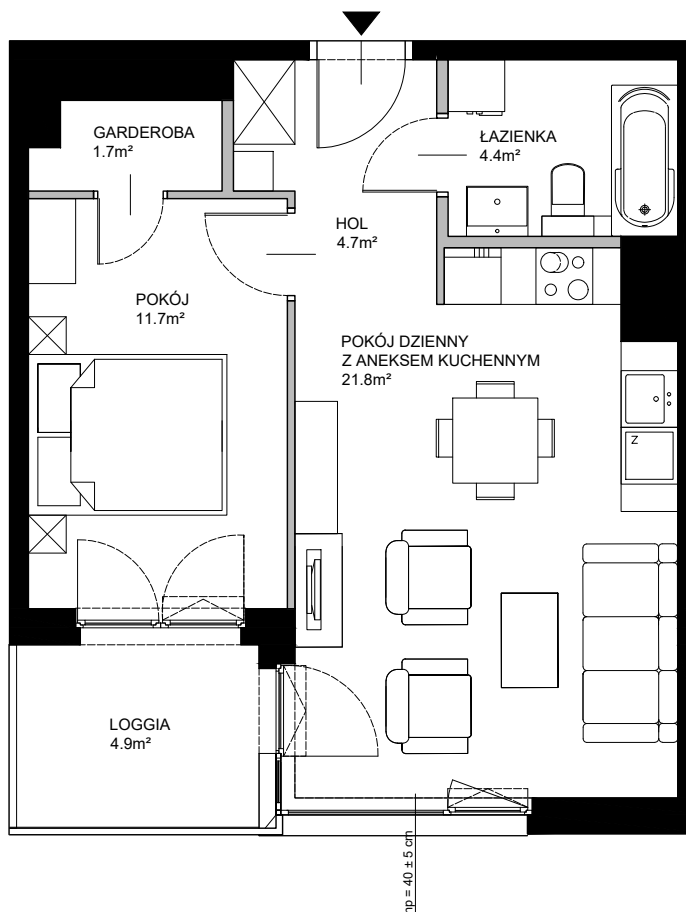 GARDEROBA
1.7m²
ŁAZIENKA
4.4m²
HOL
4.7m²
POKÓJ
11.7m²
POKÓJ DZIENNY
Z ANEKSEM KUCHENNYM
21.8m²
Z
LOGGIA
4.9m²
= 40 ± 5 cm